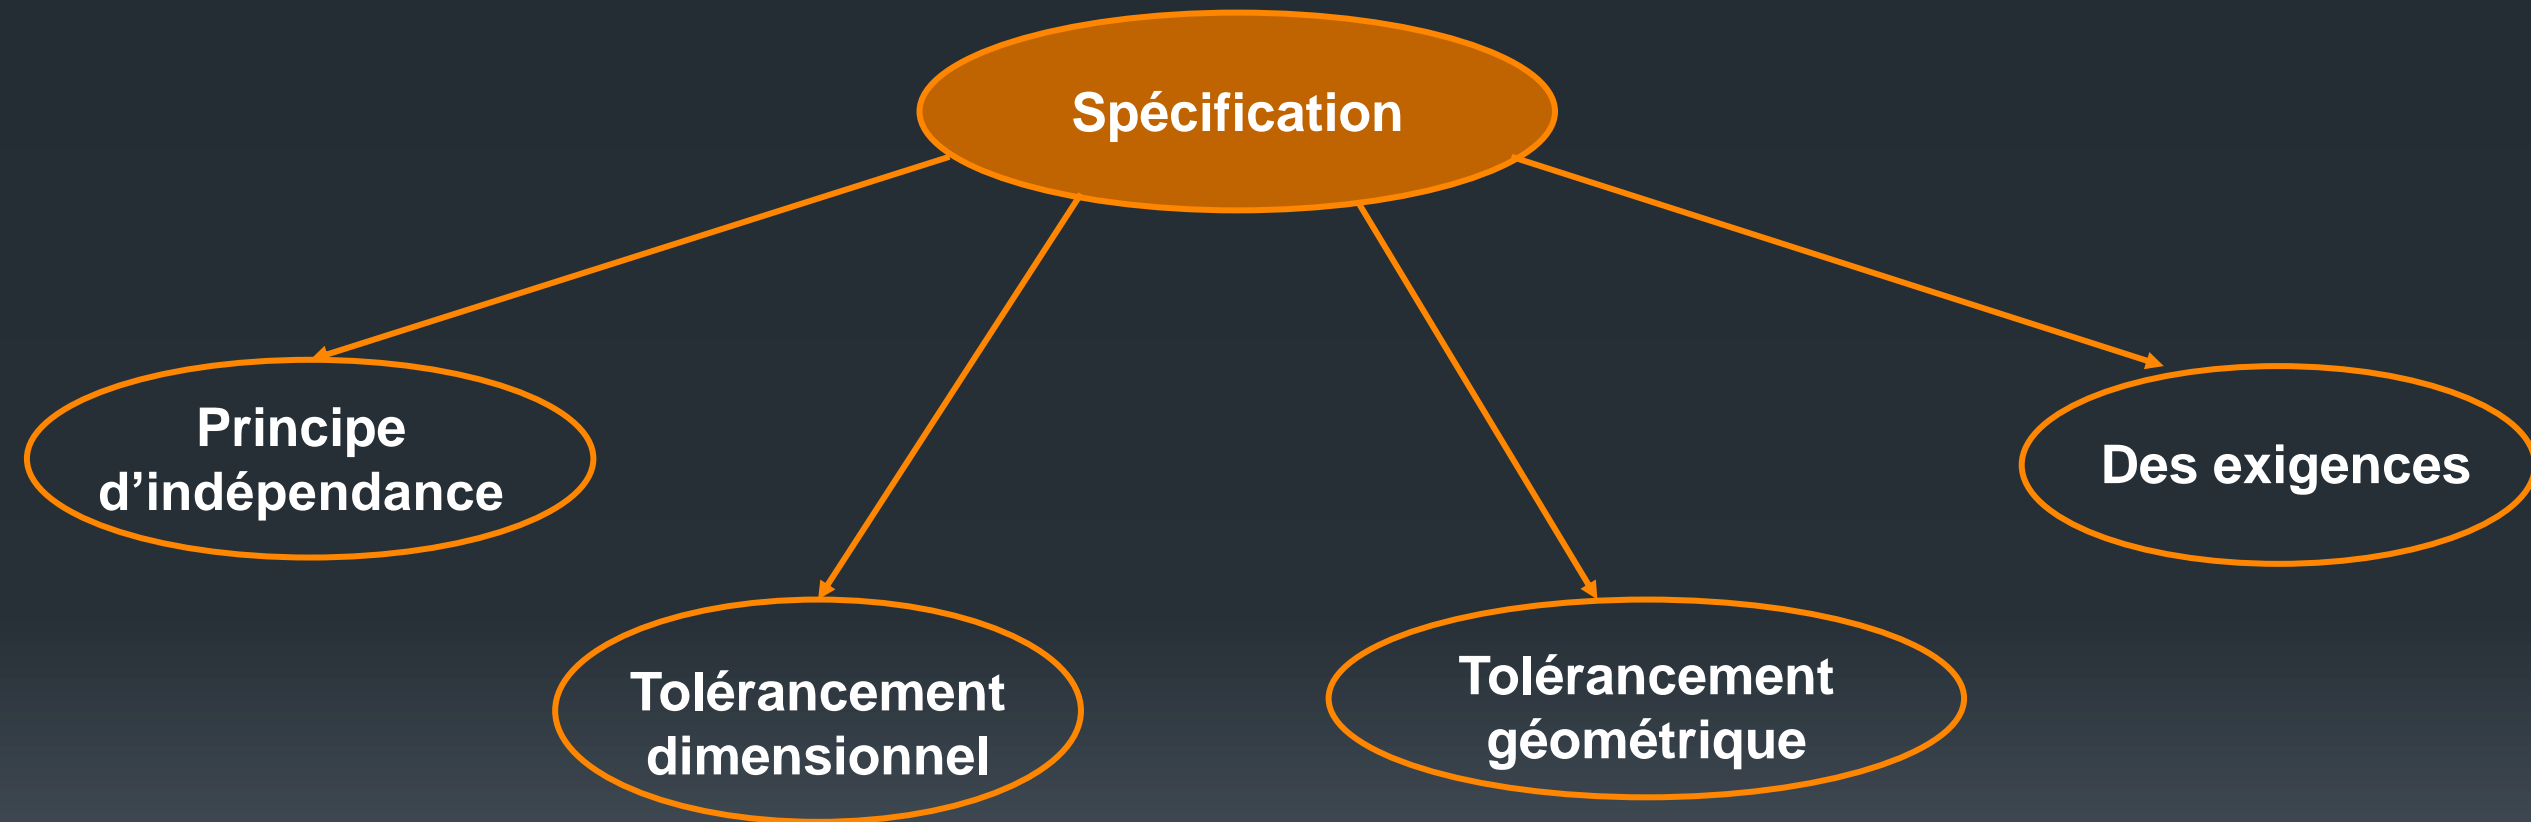 Spécification
Principe
d’indépendance
Des exigences
Tolérancement
dimensionnel
Tolérancement
géométrique